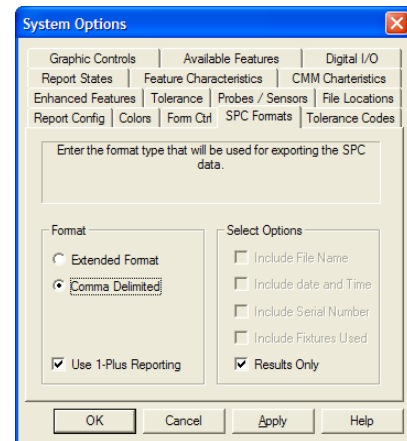 System Options
Graphic Controls Available Features Digital I/O
Report States Feature Characteristics CMM Charteristics
Enhanced Features Tolerance Probes / Sensors File Locations
Report Config Colors Form Ctrl SPC Formats Tolerance Codes
Enter the format type that will be used for exporting the SPC
data.
Format Select Options
Extended Format Include File Name
Comma Delimited Include date and Time
Include Serial Number
Include Fixtures Used
Use 1-Plus Reporting Results Only
OK Cancel Apply Help